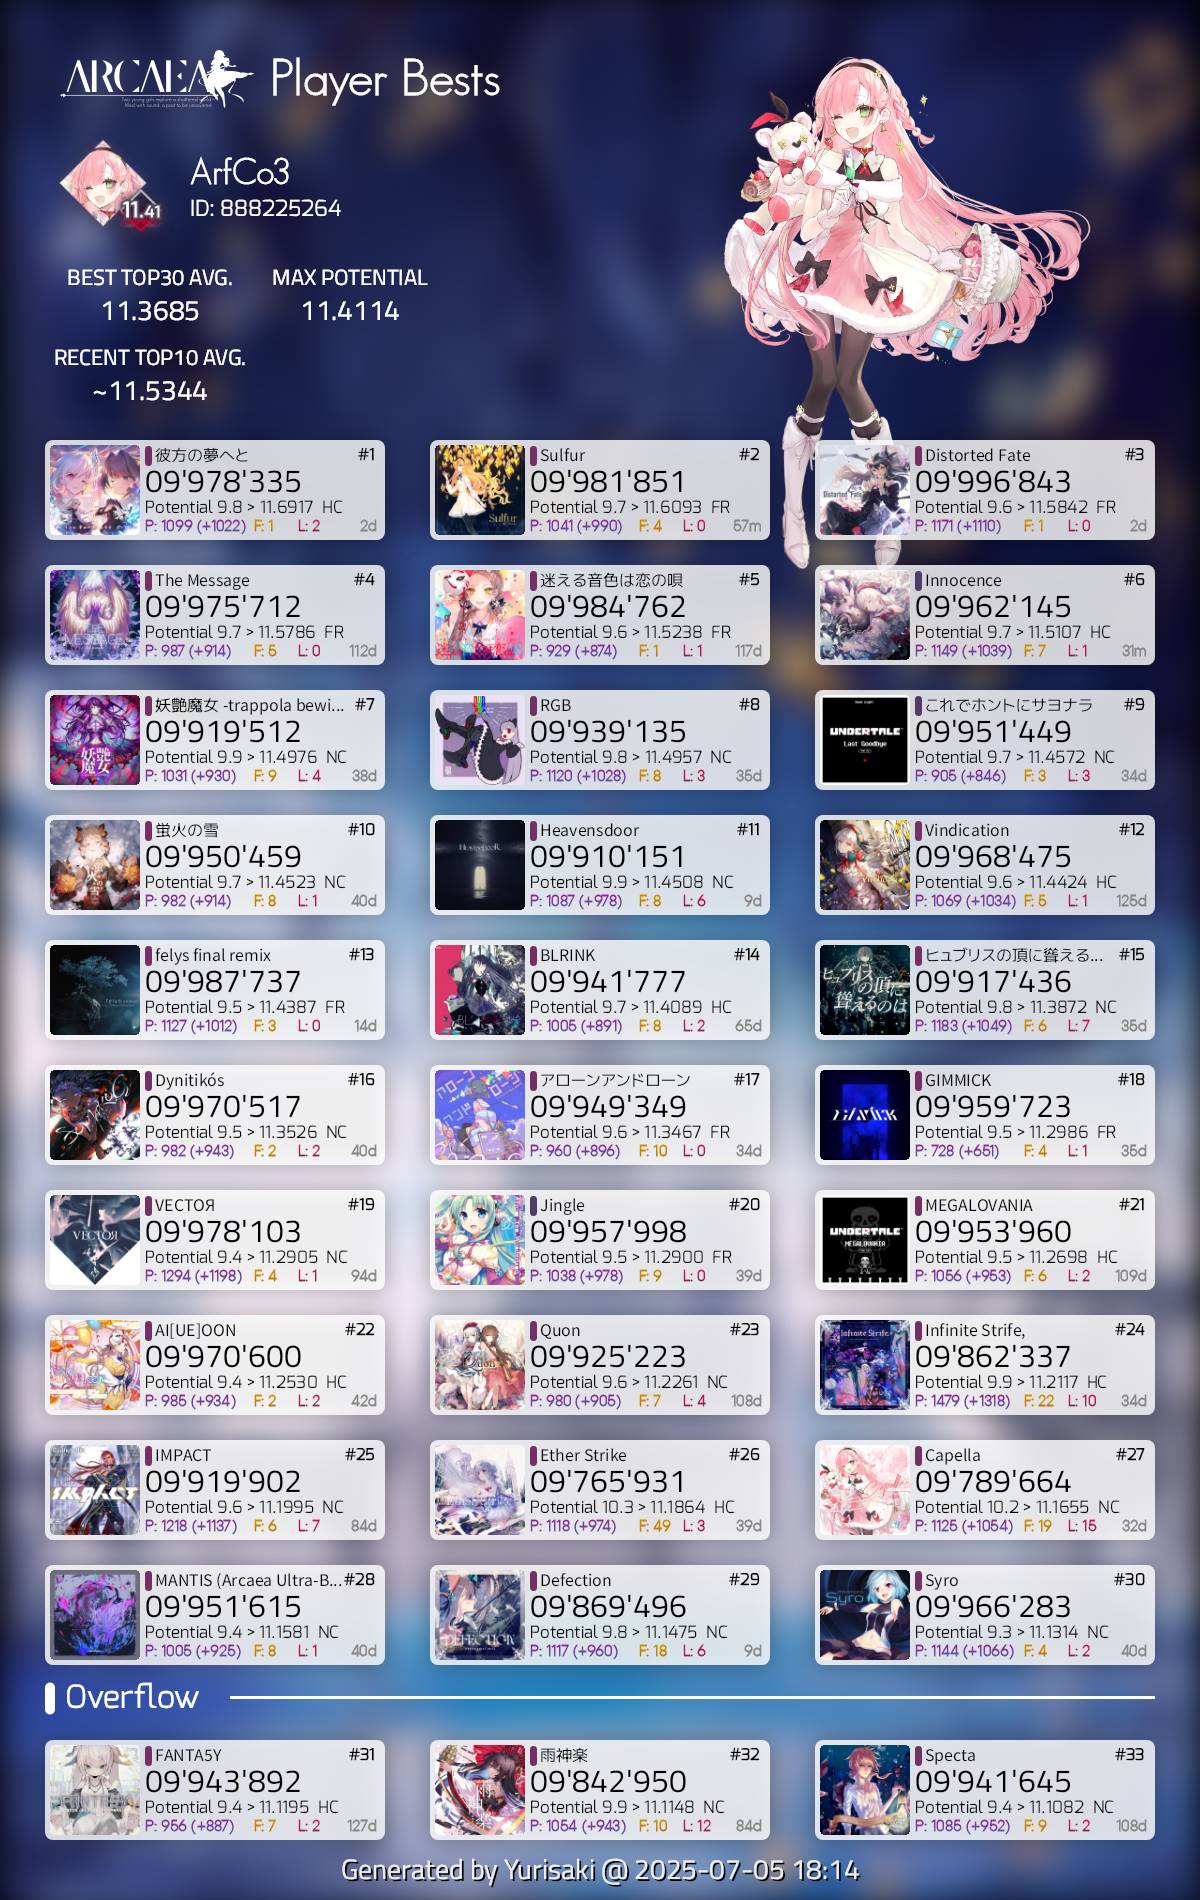 ARCAEA Player Bests
Two young girls explore a shattered world
filled with sound, a past to be uncovered
11.41
ArfCo3
ID: 888225264
BEST TOP30 AVG. MAX POTENTIAL
11.3685 11.4114
RECENT TOP10 AVG.
~11.5344
彼方の夢へと #1
09'978'335
Potential 9.8 > 11.6917 HC
P: 1099 (+1022) F: 1 L: 2 2d
Sulfur #2
09'981'851
Potential 9.7 > 11.6093 FR
P: 1041 (+990) F: 4 L: 0 57m
Distorted Fate #3
09'996'843
Potential 9.6 > 11.5842 FR
P: 1171 (+1110) F: 1 L: 0 2d
The Message #4
09'975'712
Potential 9.7 > 11.5786 FR
P: 987 (+914) F: 5 L: 0 112d
迷える音色は恋の唄 #5
09'984'762
Potential 9.6 > 11.5238 FR
P: 929 (+874) F: 1 L: 1 117d
Innocence #6
09'962'145
Potential 9.7 > 11.5107 HC
P: 1149 (+1039) F: 7 L: 1 31m
妖艶魔女 -trappola bewi... #7
09'919'512
Potential 9.9 > 11.4976 NC
P: 1031 (+930) F: 9 L: 4 38d
RGB #8
09'939'135
Potential 9.8 > 11.4957 NC
P: 1120 (+1028) F: 8 L: 3 35d
これでホントにサヨナラ #9
09'951'449
Potential 9.7 > 11.4572 NC
P: 905 (+846) F: 3 L: 3 34d
蛍火の雪 #10
09'950'459
Potential 9.7 > 11.4523 NC
P: 982 (+914) F: 8 L: 1 40d
Heavensdoor #11
09'910'151
Potential 9.9 > 11.4508 NC
P: 1087 (+978) F: 8 L: 6 9d
Vindication #12
09'968'475
Potential 9.6 > 11.4424 HC
P: 1069 (+1034) F: 5 L: 1 125d
felys final remix #13
09'987'737
Potential 9.5 > 11.4387 FR
P: 1127 (+1012) F: 3 L: 0 14d
BLRINK #14
09'941'777
Potential 9.7 > 11.4089 HC
P: 1005 (+891) F: 8 L: 2 65d
ヒュブリスの頂に聳える... #15
09'917'436
Potential 9.8 > 11.3872 NC
P: 1183 (+1049) F: 6 L: 7 35d
Dynitikós #16
09'970'517
Potential 9.5 > 11.3526 NC
P: 982 (+943) F: 2 L: 2 40d
アローンアンドローン #17
09'949'349
Potential 9.6 > 11.3467 FR
P: 960 (+896) F: 10 L: 0 34d
GIMMICK #18
09'959'723
Potential 9.5 > 11.2986 FR
P: 728 (+651) F: 4 L: 1 35d
VECTOЯ #19
09'978'103
Potential 9.4 > 11.2905 NC
P: 1294 (+1198) F: 4 L: 1 94d
Jingle #20
09'957'998
Potential 9.5 > 11.2900 FR
P: 1038 (+978) F: 9 L: 0 39d
MEGALOVANIA #21
09'953'960
Potential 9.5 > 11.2698 HC
P: 1056 (+953) F: 6 L: 2 109d
AI[UE]OON #22
09'970'600
Potential 9.4 > 11.2530 HC
P: 985 (+934) F: 2 L: 2 42d
Quon #23
09'925'223
Potential 9.6 > 11.2261 NC
P: 980 (+905) F: 7 L: 4 108d
Infinite Strife, #24
09'862'337
Potential 9.9 > 11.2117 HC
P: 1479 (+1318) F: 22 L: 10 34d
IMPACT #25
09'919'902
Potential 9.6 > 11.1995 NC
P: 1218 (+1137) F: 6 L: 7 84d
Ether Strike #26
09'765'931
Potential 10.3 > 11.1864 HC
P: 1118 (+974) F: 49 L: 3 39d
Capella #27
09'789'664
Potential 10.2 > 11.1655 NC
P: 1125 (+1054) F: 19 L: 15 32d
MANTIS (Arcaea Ultra-B... #28
09'951'615
Potential 9.4 > 11.1581 NC
P: 1005 (+925) F: 8 L: 1 40d
Defection #29
09'869'496
Potential 9.8 > 11.1475 NC
P: 1117 (+960) F: 18 L: 6 9d
Syro #30
09'966'283
Potential 9.3 > 11.1314 NC
P: 1144 (+1066) F: 4 L: 2 40d
Overflow
FANTA5Y #31
09'943'892
Potential 9.4 > 11.1195 HC
P: 956 (+887) F: 7 L: 2 127d
雨神楽 #32
09'842'950
Potential 9.9 > 11.1148 NC
P: 1054 (+943) F: 10 L: 12 84d
Specta #33
09'941'645
Potential 9.4 > 11.1082 NC
P: 1085 (+952) F: 9 L: 2 108d
Generated by Yurisaki @ 2025-07-05 18:14